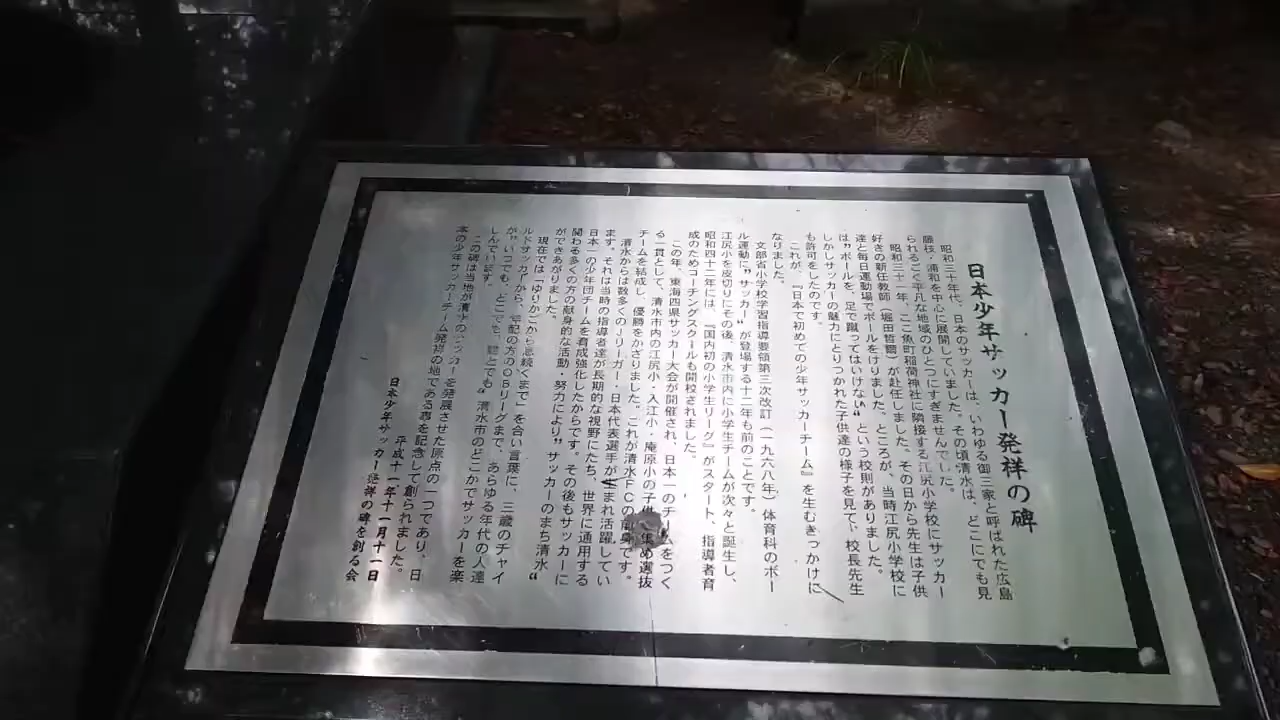 日本少年サッカー発祥の碑
昭和三十年代、日本のサッカーは、いわゆる御三家と呼ばれた広島
藤枝・浦和を中心に展開していました。その頃清水は、どこにでも見
られるごく平凡な地域のひとつにすぎませんでした。
昭和三十一年、ここ魚町稲荷神社に隣接する江尻小学校にサッカー
好きの新任教師（堀田哲爾）が赴任しました。その日から先生は子供
達と毎日運動場でボールをけりました。ところが、当時江尻小学校に
は“ボールを、足で蹴ってはいけない”という校則がありました。
しかしサッカーの魅力にとりつかれた子供達の様子を見て、校長先生
も許可をしたのです。
これが、『日本で初めての少年サッカーチーム』を生むきっかけに
なりました。
文部省小学校学習指導要領第三次改訂（一九六八年）体育科のボー
ル運動に“サッカー”が登場する十二年も前のことです。
江尻小を皮切りにその後、清水市内に小学生チームが次々と誕生し、
昭和四十二年には、『国内初の小学生リーグ』がスタート、指導者育
成のためコーチングスクールも開校されました。
この年、東海四県サッカー大会が開催され、日本一のチームをつく
る一貫として、清水市内の江尻小・入江小・庵原小の子供 集め選抜
チームを結成し、優勝をかざりました。これが清水FCの 身です。
清水からは数多くのJリーガー・日本代表選手が まれ活躍してい
ます。それは当時の指導者達が長期的な視野にたち、世界に通用する
日本一の少年団チームを育成強化したからです。その後もサッカーに
関わる多くの方の献身的な活動・努力により“サッカーのまち清水”
ができあがりました。
現在では「ゆりかごから息続くまで」を合い言葉に、三歳のチャイ
ルドサッカーから、年配の方のOBリーグまで、あらゆる年代の人達
が“いつでも、どこでも、誰とでも”清水市のどこかでサッカーを楽
しんでいます。
この碑は当地が清水のサッカーを発展させた原点の一つであり、日
本の少年サッカーチーム発祥の地である事を記念して創られました。
平成十一年十一月十一日
日本少年サッカー発祥の碑を創る会